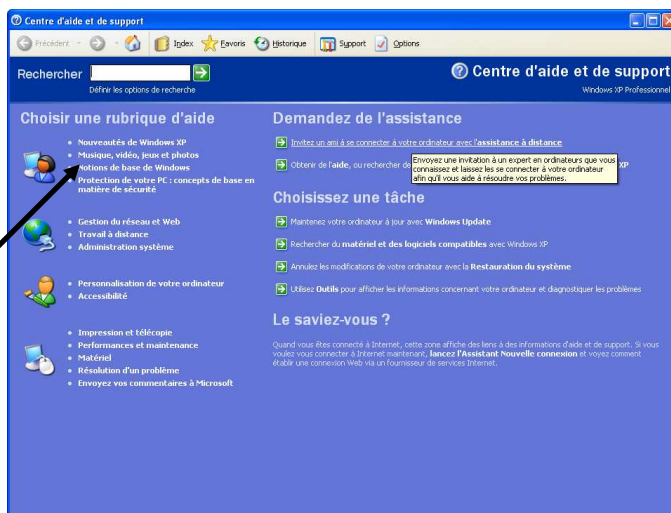 Centre d'aide et de support
Précédent
Index
Favoris
Historique
Support
Options
Rechercher
Définir les options de recherche
Centre d'aide et de support
Windows XP Professionnel
Choisir une rubrique d'aide
Nouveautés de Windows XP
Musique, vidéo, jeux et photos
Notions de base de Windows
Protection de votre PC : concepts de base en
matière de sécurité
Gestion du réseau et Web
Travail à distance
Administration système
Personnalisation de votre ordinateur
Accessibilité
Impression et télécopie
Performances et maintenance
Matériel
Résolution d'un problème
Envoyez vos commentaires à Microsoft
Demandez de l'assistance
Invitez un ami à se connecter à votre ordinateur avec l'assistance à distance
Obtenir de l'aide, ou rechercher de XP
Envoyez une invitation à un expert en ordinateurs que vous
connaissez et laissez les se connecter à votre ordinateur
afin qu'il vous aide à résoudre vos problèmes.
Choisissez une tâche
Maintenez votre ordinateur à jour avec Windows Update
Rechercher du matériel et des logiciels compatibles avec Windows XP
Annulez les modifications de votre ordinateur avec la Restauration du système
Utilisez Outils pour afficher les informations concernant votre ordinateur et diagnostiquer les problèmes
Le saviez-vous ?
Quand vous êtes connecté à Internet, cette zone affiche des liens à des informations d'aide et de support. Si vous
voulez vous connecter à Internet maintenant, lancez l'Assistant Nouvelle connexion et voyez comment
établir une connexion Web via un fournisseur de services Internet.